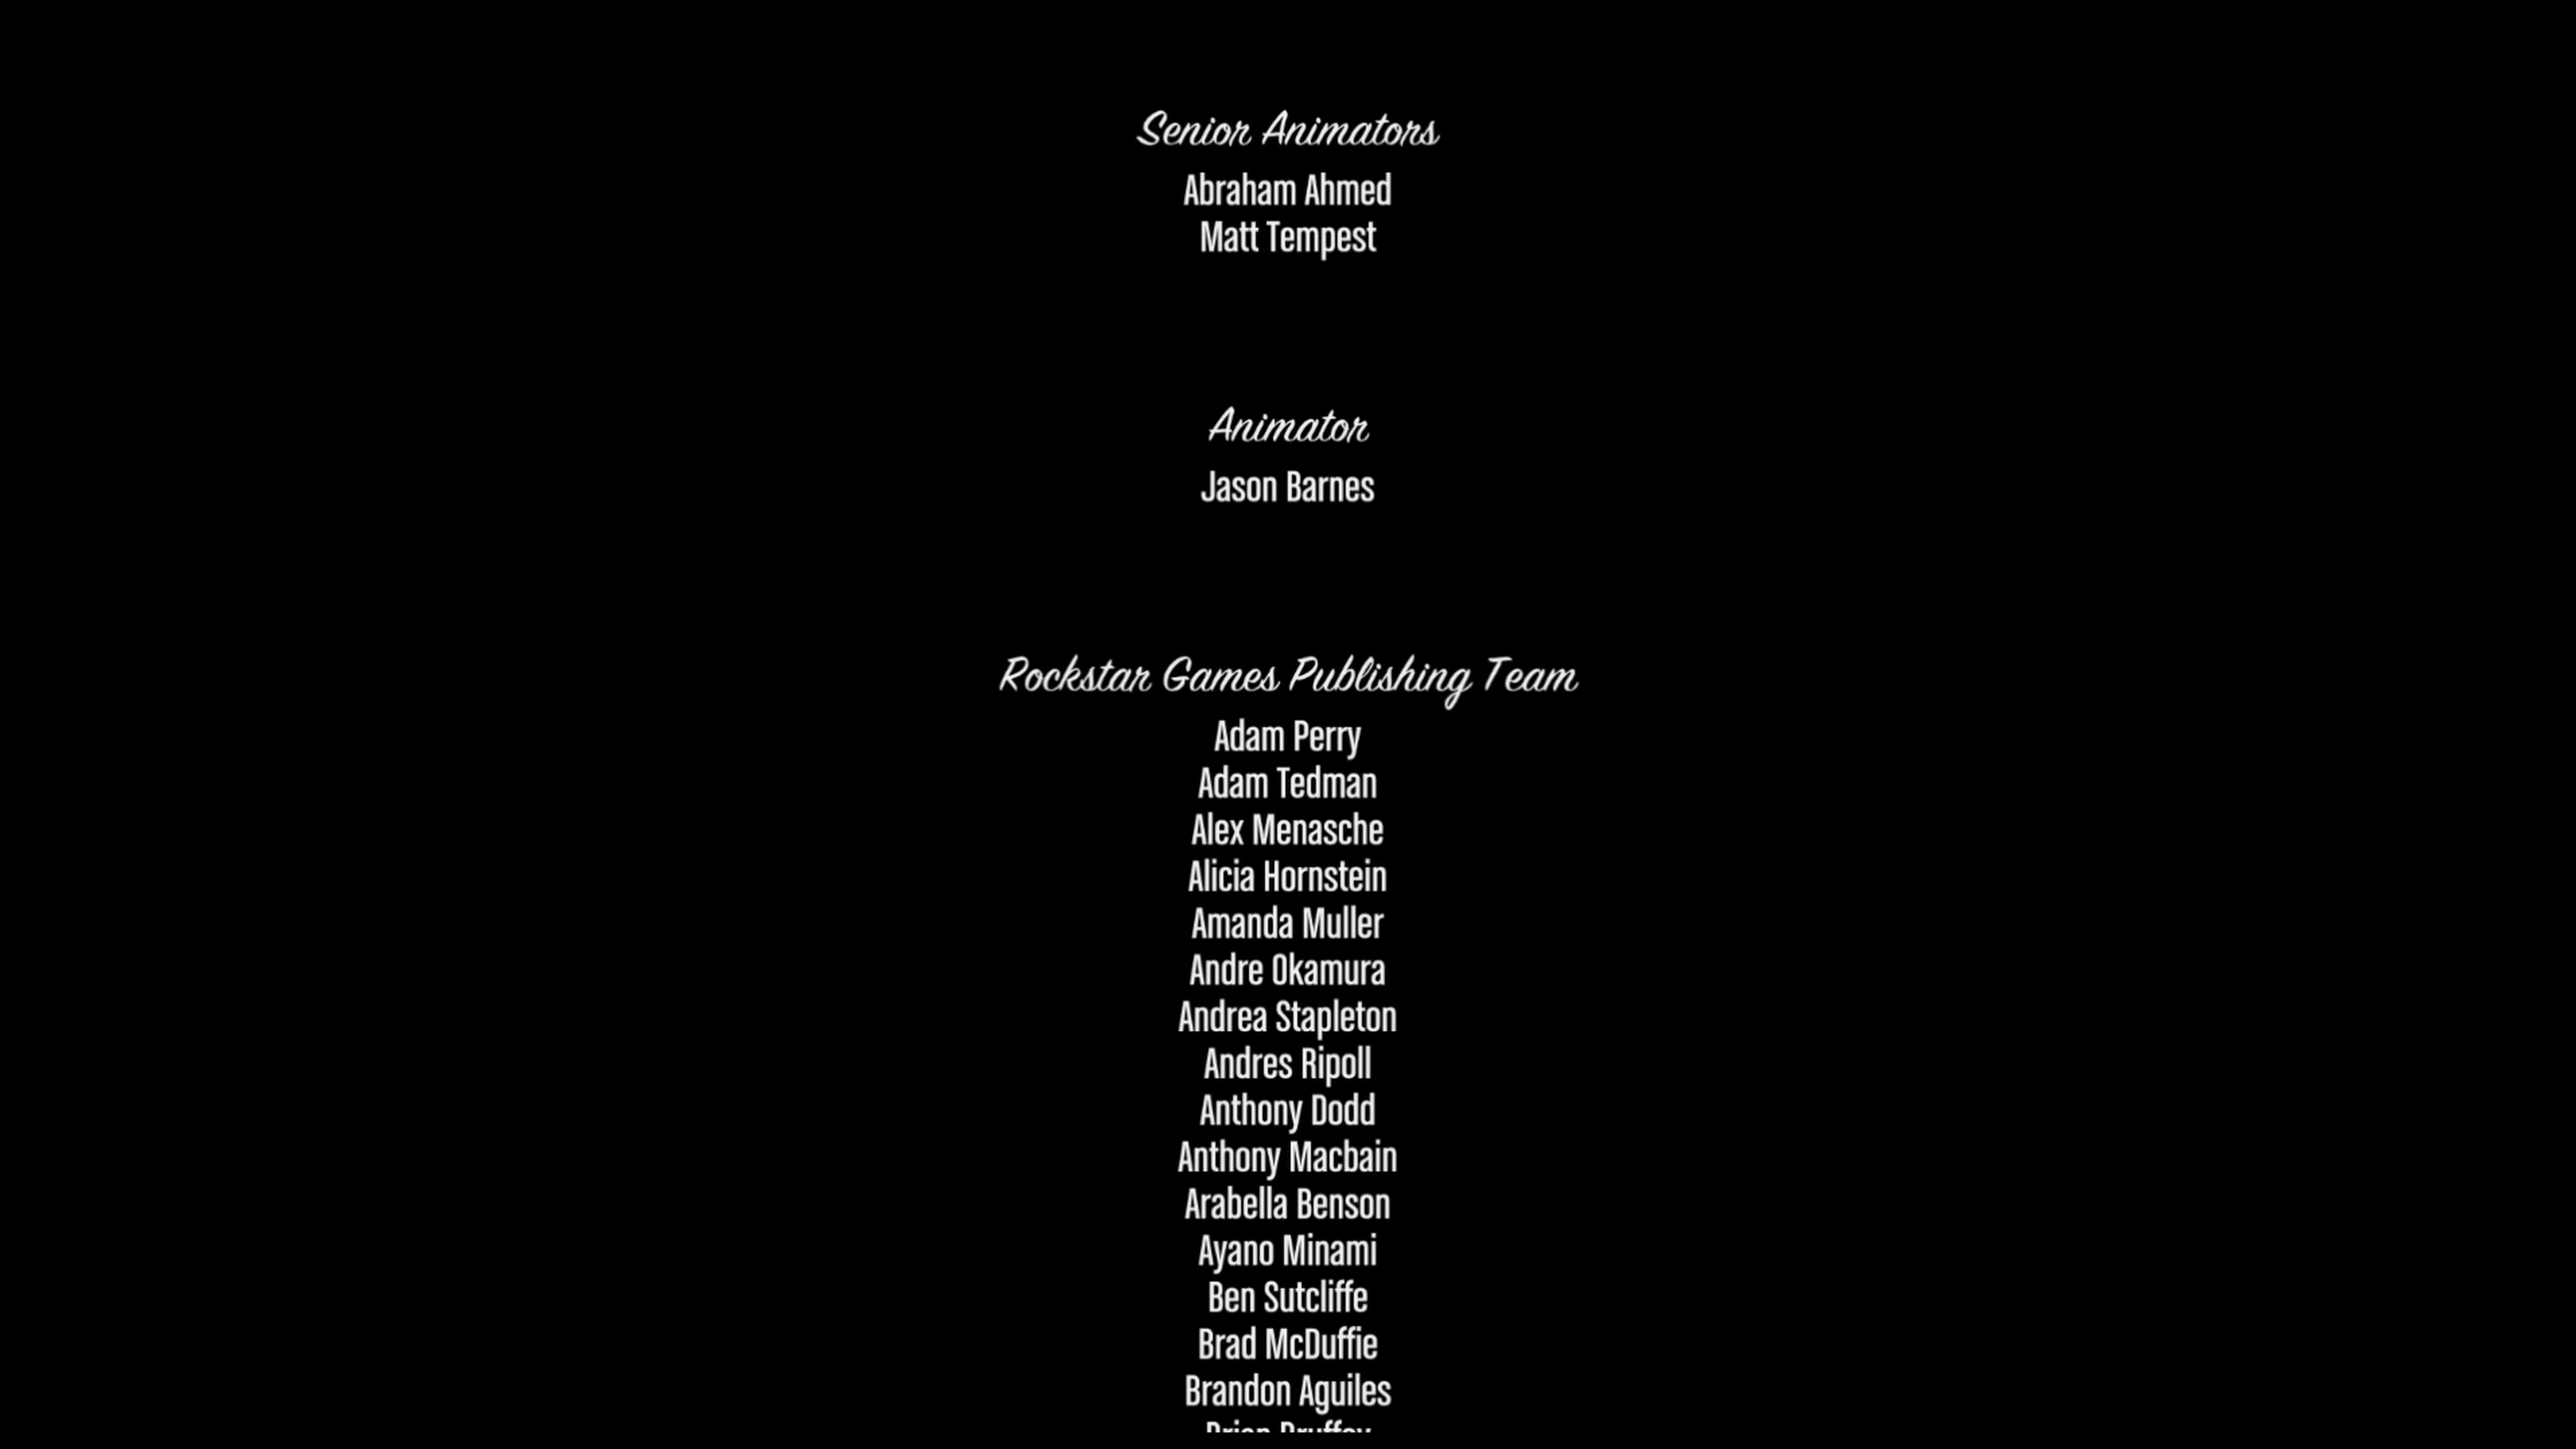 Senior Animators
Abraham Ahmed
Matt Tempest
Animator
Jason Barnes
Rockstar Games Publishing Team
Adam Perry
Adam Tedman
Alex Menasche
Alicia Hornstein
Amanda Muller
Andre Okamura
Andrea Stapleton
Andres Ripoll
Anthony Dodd
Anthony Macbain
Arabella Benson
Ayano Minami
Ben Sutcliffe
Brad McDuffie
Brandon Aguiles